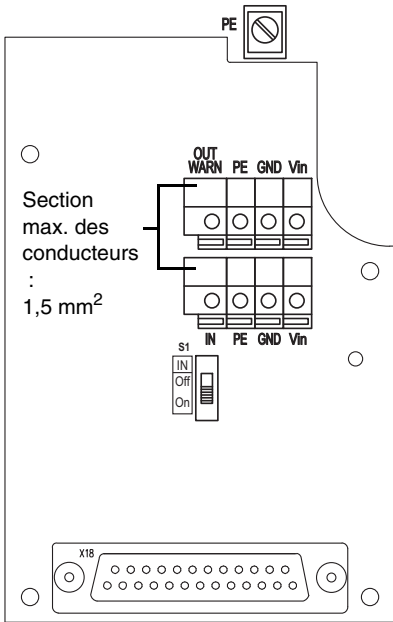 PE
OUT
WARN PE GND Vin
Section
max. des
conducteurs
:
1,5 mm²
IN PE GND Vin
S1
IN
Off
On
X18